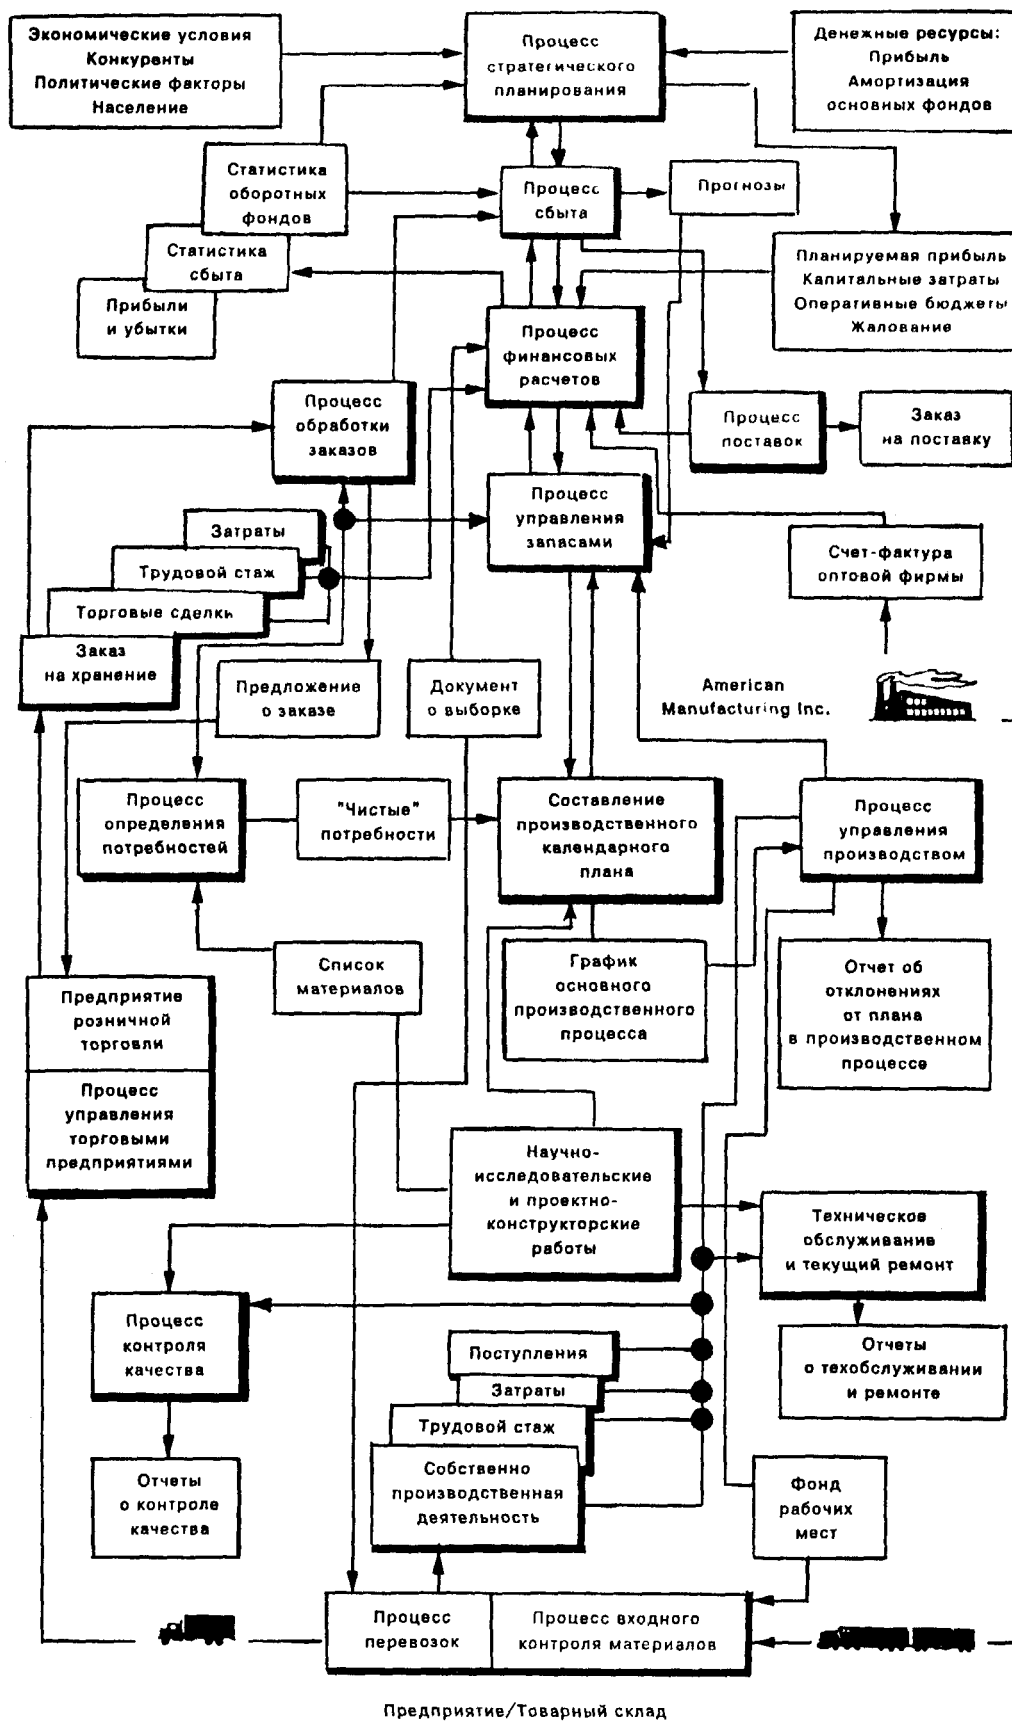 Экономические условия
Конкуренты
Политические факторы
Население
Процесс
стратегического
планирования
Денежные ресурсы:
Прибыль
Амортизация
основных фондов
Статистика
оборотных
фондов
Процесс
сбыта
Прогнозы
Статистика
сбыта
Прибыли
и убытки
Планируемая прибыль
Капитальные затраты
Оперативные бюджеты
Жалование
Процесс
финансовых
расчетов
Процесс
обработки
заказов
Процесс
поставок
Заказ
на поставку
Процесс
управления
запасами
Затраты
Трудовой стаж
Торговые сделки
Заказ
на хранение
Счет-фактура
оптовой фирмы
Предложение
о заказе
Документ
о выборке
American
Manufacturing Inc.
Процесс
определения
потребностей
"Чистые"
потребности
Составление
производственного
календарного
плана
Процесс
управления
производством
Список
материалов
График
основного
производственного
процесса
Отчет об
отклонениях
от плана
в производственном
процессе
Предприятие
розничной
торговли
Процесс
управления
торговыми
предприятиями
Научно-
исследовательские
и проектно-
конструкторские
работы
Техническое
обслуживание
и текущий ремонт
Процесс
контроля
качества
Отчеты
о техобслуживании
и ремонте
Поступления
Затраты
Трудовой стаж
Собственно
производственная
деятельность
Отчеты
о контроле
качества
Фонд
рабочих
мест
Процесс
перевозок
Процесс входного
контроля материалов
Предприятие/Товарный склад